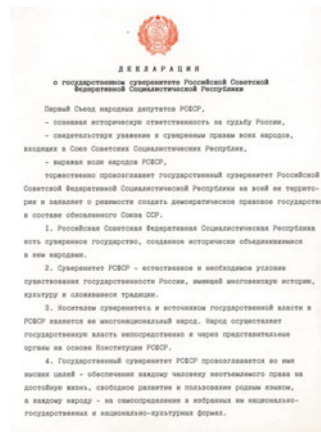 ДЕКЛАРАЦИЯ
о государственном суверенитете Российской Советской
Федеративной Социалистической Республики
Первый Съезд народных депутатов РСФСР,
- сознавая историческую ответственность за судьбу России,
- свидетельствуя уважение к суверенным правам всех народов,
входящих в Союз Советских Социалистических Республик,
- выражая волю народов РСФСР,
торжественно провозглашает государственный суверенитет Российской
Советской Федеративной Социалистической Республики на всей ее террито-
рии и заявляет о решимости создать демократическое правовое государство
в составе обновленного Союза ССР.
1. Российская Советская Федеративная Социалистическая Республика
есть суверенное государство, созданное исторически объединившимися
в нем народами.
2. Суверенитет РСФСР - естественное и необходимое условие
существования государственности России, имеющей многовековую историю,
культуру и сложившиеся традиции.
3. Носителем суверенитета и источником государственной власти в
РСФСР является ее многонациональный народ. Народ осуществляет
государственную власть непосредственно и через представительные
органы на основе Конституции РСФСР.
4. Государственный суверенитет РСФСР провозглашается во имя
высших целей - обеспечения каждому человеку неотъемлемого права на
достойную жизнь, свободное развитие и пользование родным языком,
а каждому народу - на самоопределение в избранных им национально-
государственных и национально-культурных формах.